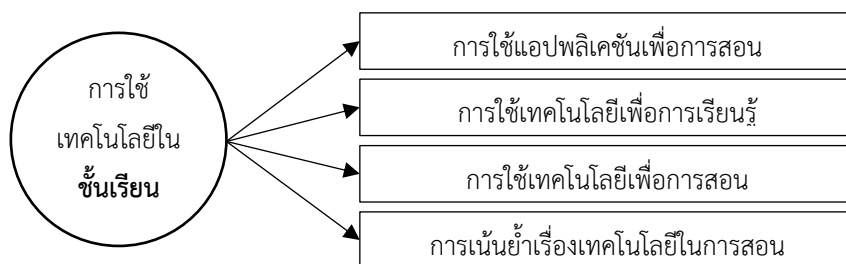 การใช้
เทคโนโลยีใน
ชั้นเรียน
การใช้แอปพลิเคชันเพื่อการสอน
การใช้เทคโนโลยีเพื่อการเรียนรู้
การใช้เทคโนโลยีเพื่อการสอน
การเน้นย้ำเรื่องเทคโนโลยีในการสอน